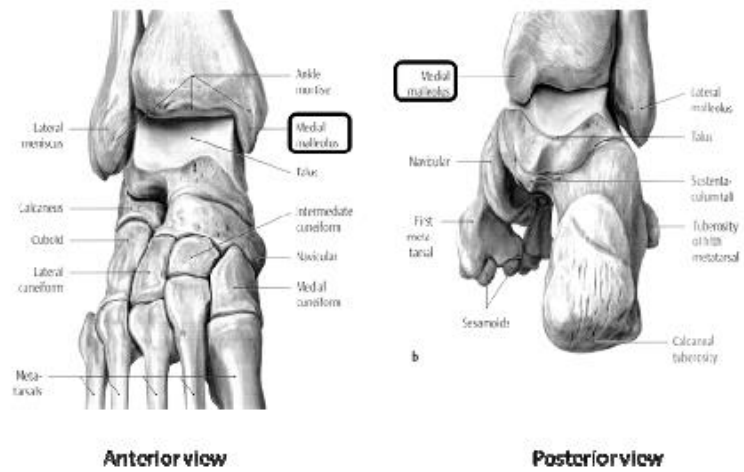 Ankle
mortise
Lateral
meniscus
Medial
malleolus
Talus
Calcaneus
Cuboid
Lateral
cuneiform
Intermediate
cuneiform
Navicular
Medial
cuneiform
Meta-
tarsals
Anterior view
Medial
malleolus
Lateral
malleolus
Talus
Navicular
Sustenta-
culum tali
First
meta-
tarsal
Tuberosity
of fifth
metatarsal
Sesamoids
b
Calcaneal
tuberosity
Posterior view